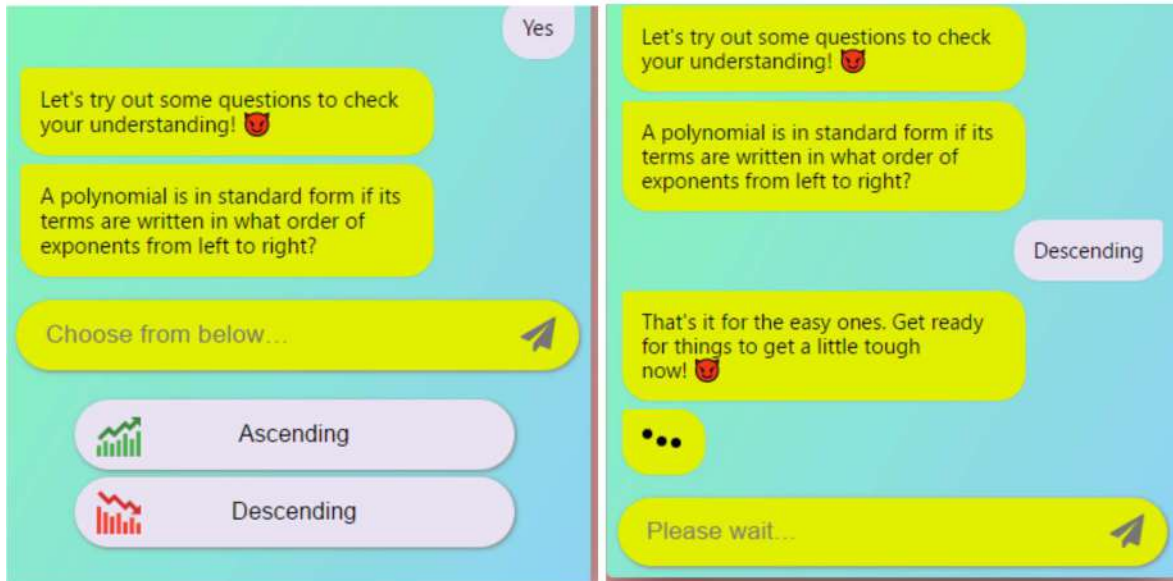 Yes
Let's try out some questions to check
your understanding! 😈
A polynomial is in standard form if its
terms are written in what order of
exponents from left to right?
Choose from below...
Ascending
Descending
Let's try out some questions to check
your understanding! 😈
A polynomial is in standard form if its
terms are written in what order of
exponents from left to right?
Descending
That's it for the easy ones. Get ready
for things to get a little tough
now! 😈
Please wait...